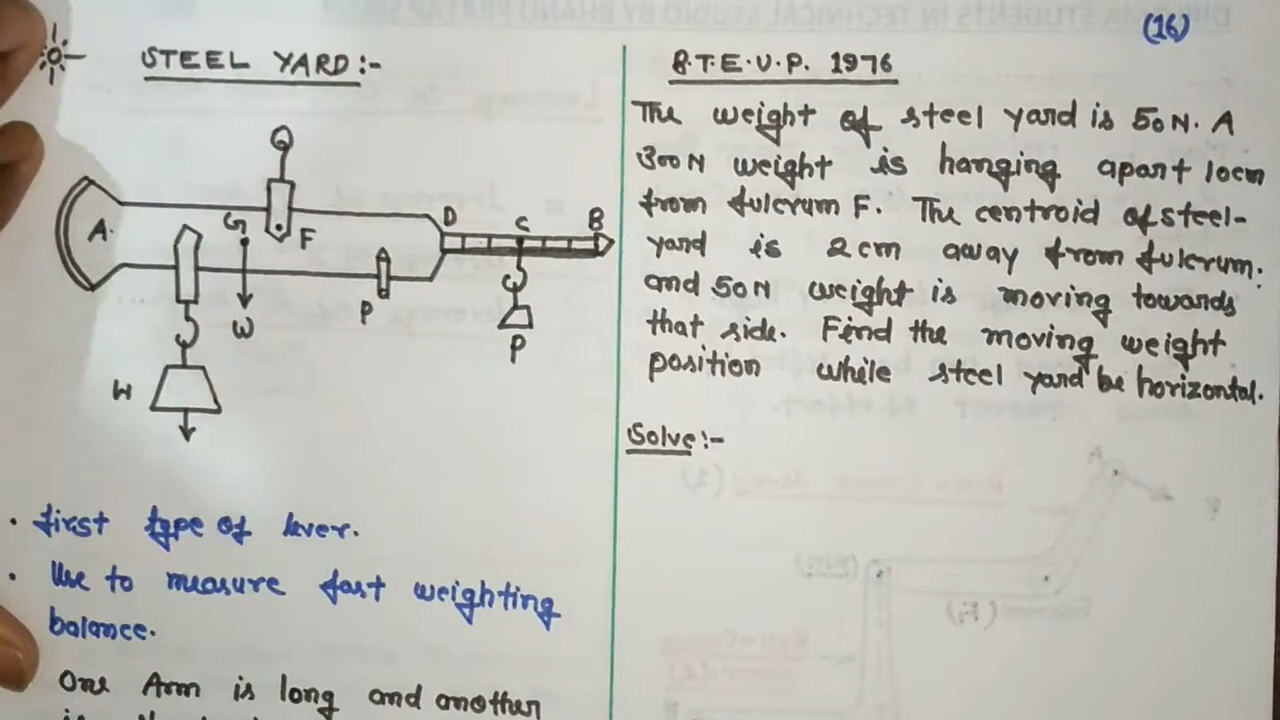 (16)
STEEL YARD:-
A.
G
F
D
C
B
W
P
P
W
• first type of lever.
• Use to measure fast weighting
balance.
One Arm is long and another
B.T.E.U.P. 1976
The weight of steel yard is 50N. A
300N weight is hanging apart 10cm
from fulcrum F. The centroid of steel-
yard is 2cm away from fulcrum.
and 50N weight is moving towards
that side. Find the moving weight
position while steel yard be horizontal.
Solve:-